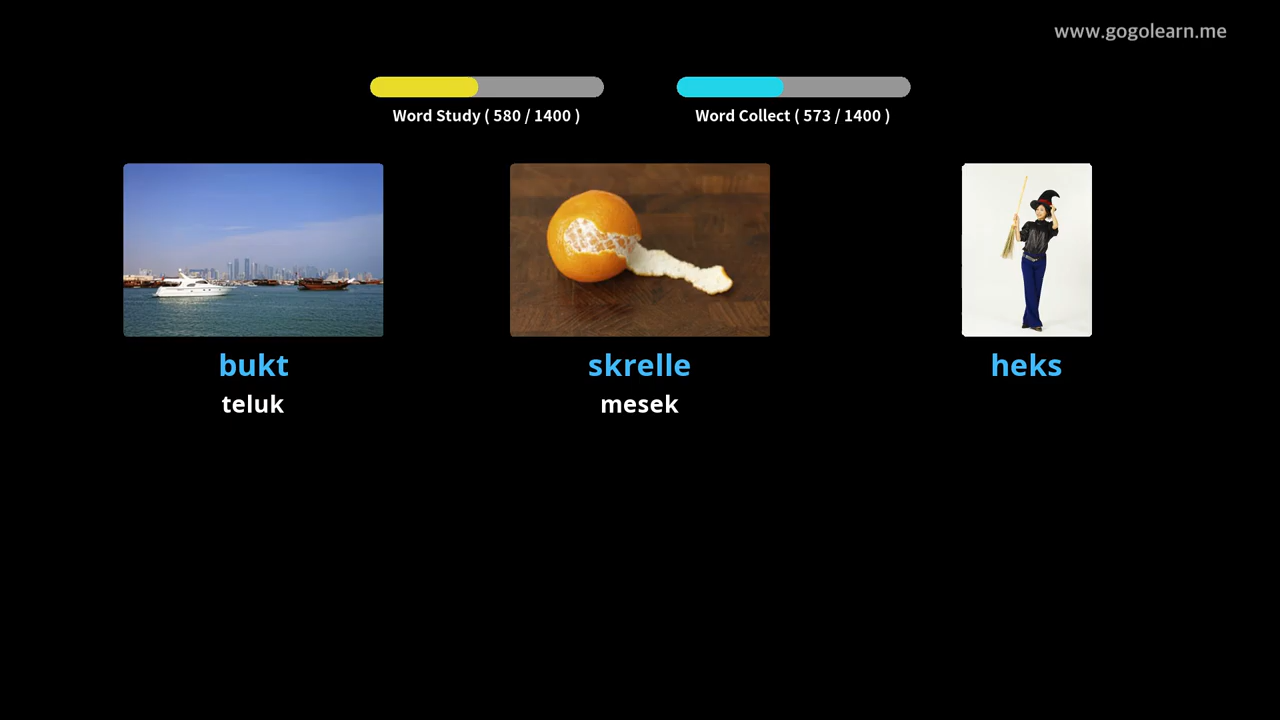 www.gogolearn.me
Word Study ( 580 / 1400 )
Word Collect ( 573 / 1400 )
bukt
skrelle
heks
teluk
mesek